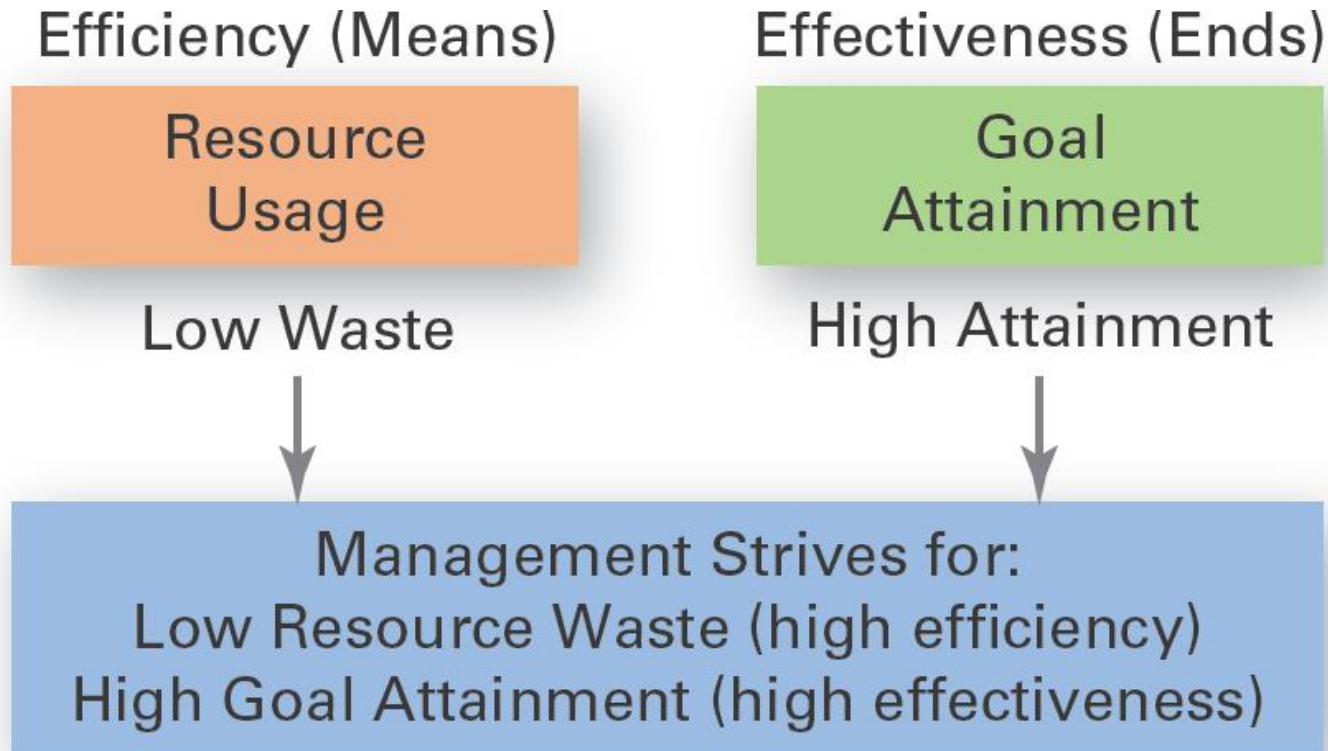 Efficiency (Means)
Resource
Usage
Low Waste
Effectiveness (Ends)
Goal
Attainment
High Attainment
Management Strives for:
Low Resource Waste (high efficiency)
High Goal Attainment (high effectiveness)